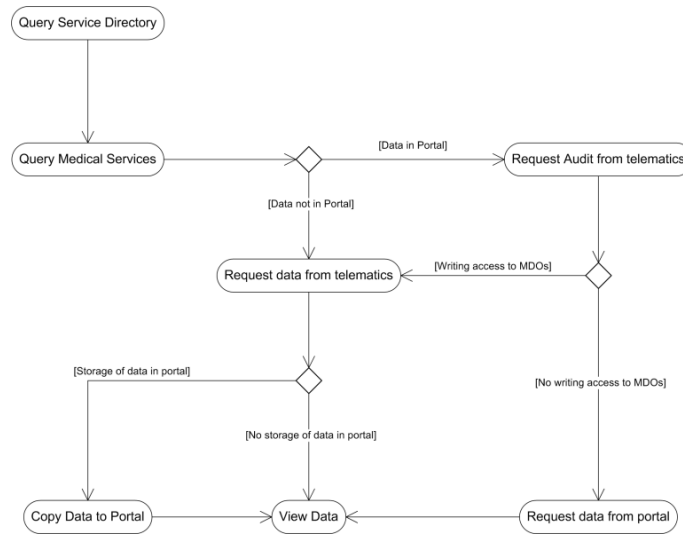 Query Service Directory
Query Medical Services
[Data in Portal]
Request Audit from telematics
[Data not in Portal]
Request data from telematics
[Writing access to MDOs]
[Storage of data in portal]
[No writing access to MDOs]
[No storage of data in portal]
Copy Data to Portal
View Data
Request data from portal